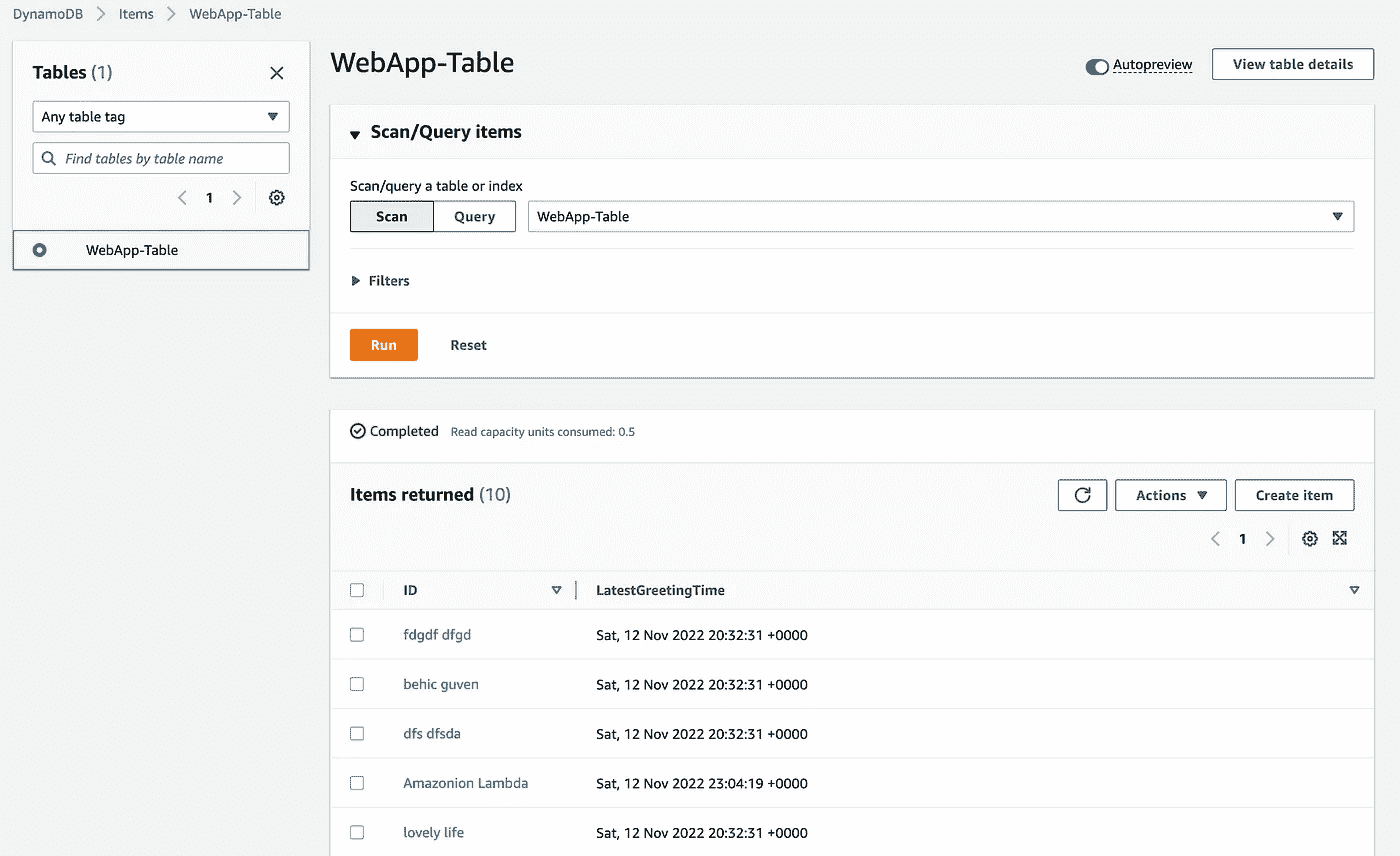 DynamoDB > Items > WebApp-Table
Tables (1)
Any table tag
Find tables by table name
1
WebApp-Table
WebApp-Table
Autopreview
View table details
Scan/Query items
Scan/query a table or index
Scan Query WebApp-Table
Filters
Run Reset
Completed Read capacity units consumed: 0.5
Items returned (10)
Actions Create item
1
ID LatestGreetingTime
fdgdf dfgd Sat, 12 Nov 2022 20:32:31 +0000
behic guven Sat, 12 Nov 2022 20:32:31 +0000
dfs dfsda Sat, 12 Nov 2022 20:32:31 +0000
Amazonion Lambda Sat, 12 Nov 2022 23:04:19 +0000
lovely life Sat, 12 Nov 2022 20:32:31 +0000